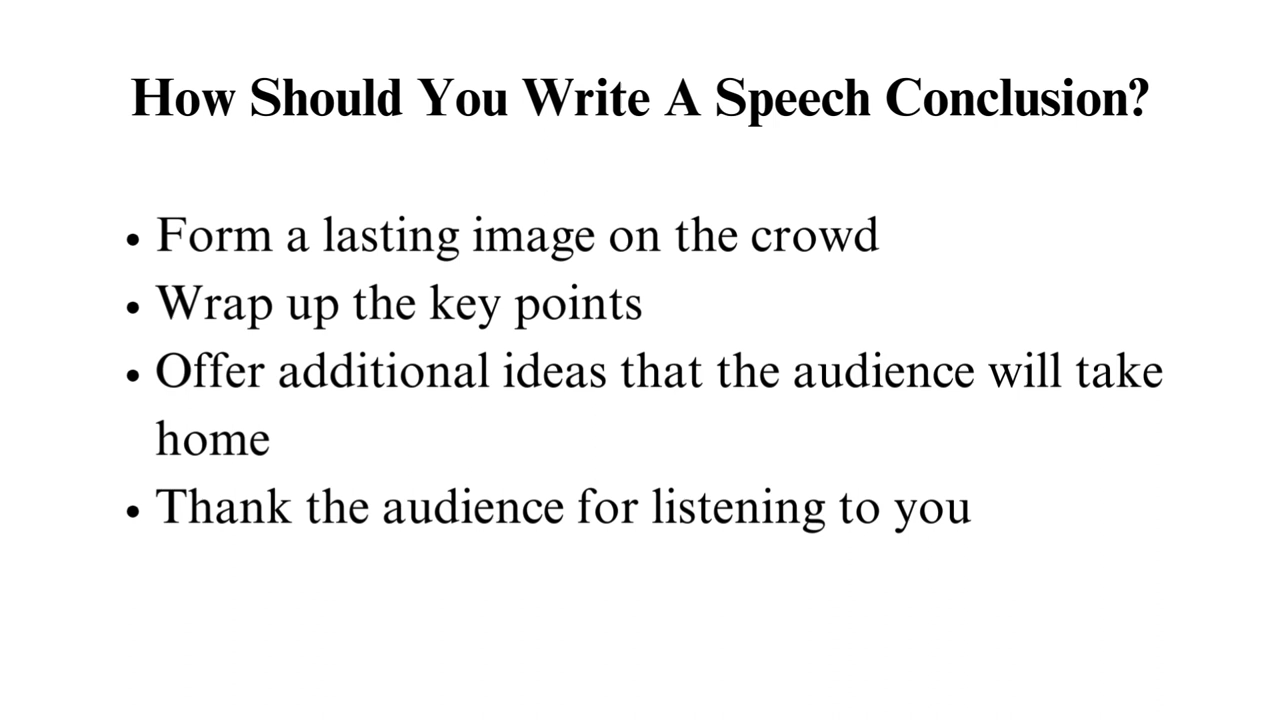 How Should You Write A Speech Conclusion?
• Form a lasting image on the crowd
• Wrap up the key points
• Offer additional ideas that the audience will take
home
• Thank the audience for listening to you